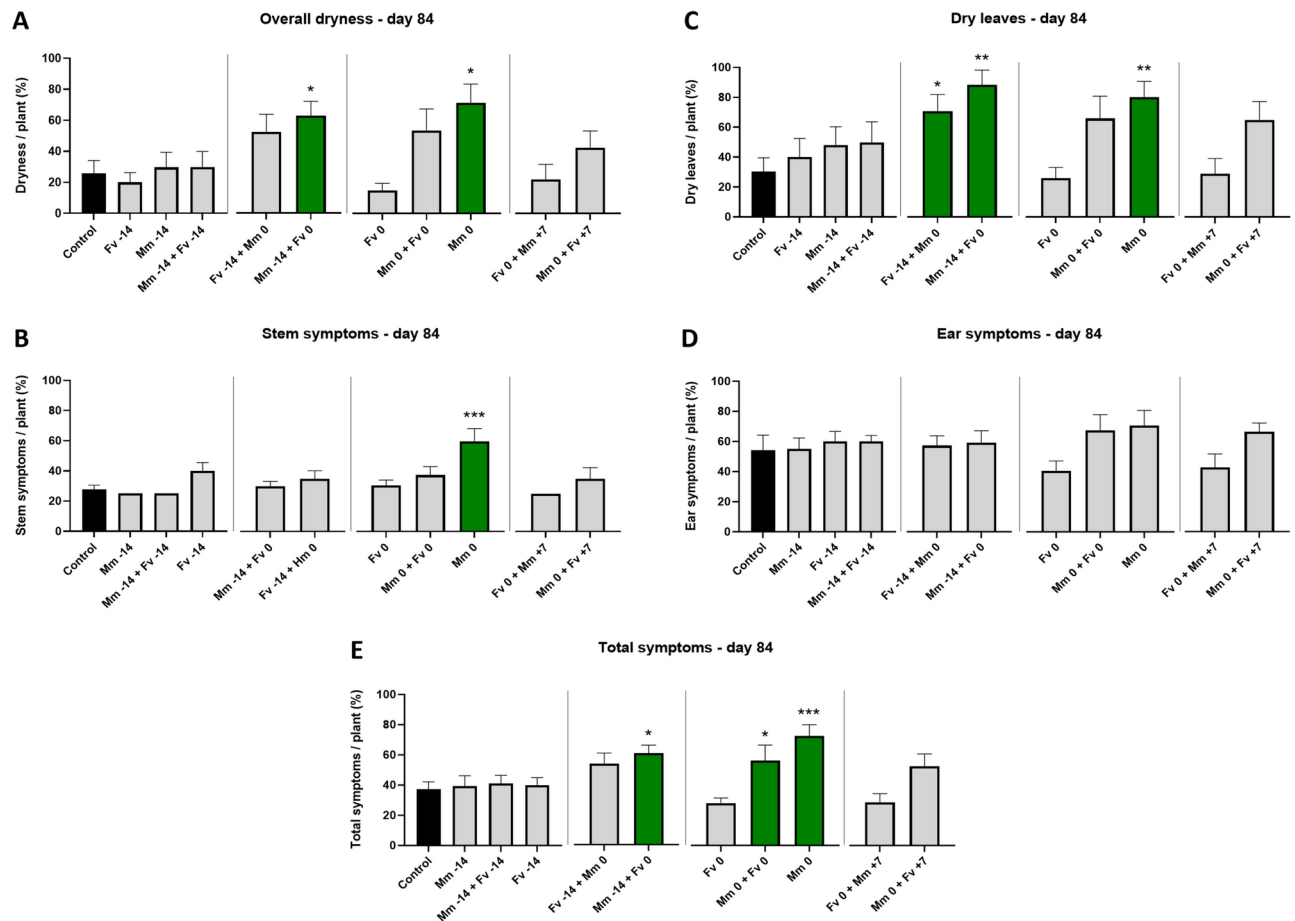 A
Overall dryness - day 84
Dryness / plant (%)
100
80
60
40
20
0
*
*
Control
Fv -14
Mm -14
Mm -14 + Fv -14
Fv -14 + Mm 0
Mm -14 + Fv 0
Fv 0
Mm 0 + Fv 0
Mm 0
Fv 0 + Mm +7
Mm 0 + Fv +7
C
Dry leaves - day 84
Dry leaves / plant (%)
100
80
60
40
20
0
*
**
**
Control
Fv -14
Mm -14
Mm -14 + Fv -14
Fv -14 + Mm 0
Mm -14 + Fv 0
Fv 0
Mm 0 + Fv 0
Mm 0
Fv 0 + Mm +7
Mm 0 + Fv +7
B
Stem symptoms - day 84
Stem symptoms / plant (%)
100
80
60
40
20
0
***
Control
Mm -14
Mm -14 + Fv -14
Fv -14
Mm -14 + Fv 0
Fv -14 + Hm 0
Fv 0
Mm 0 + Fv 0
Mm 0
Fv 0 + Mm +7
Mm 0 + Fv +7
D
Ear symptoms - day 84
Ear symptoms / plant (%)
100
80
60
40
20
0
Control
Mm -14
Fv -14
Mm -14 + Fv -14
Fv -14 + Mm 0
Mm -14 + Fv 0
Fv 0
Mm 0 + Fv 0
Mm 0
Fv 0 + Mm +7
Mm 0 + Fv +7
E
Total symptoms - day 84
Total symptoms / plant (%)
100
80
60
40
20
0
*
*
***
Control
Mm -14
Mm -14 + Fv -14
Fv -14
Fv -14 + Mm 0
Mm -14 + Fv 0
Fv 0
Mm 0 + Fv 0
Mm 0
Fv 0 + Mm +7
Mm 0 + Fv +7